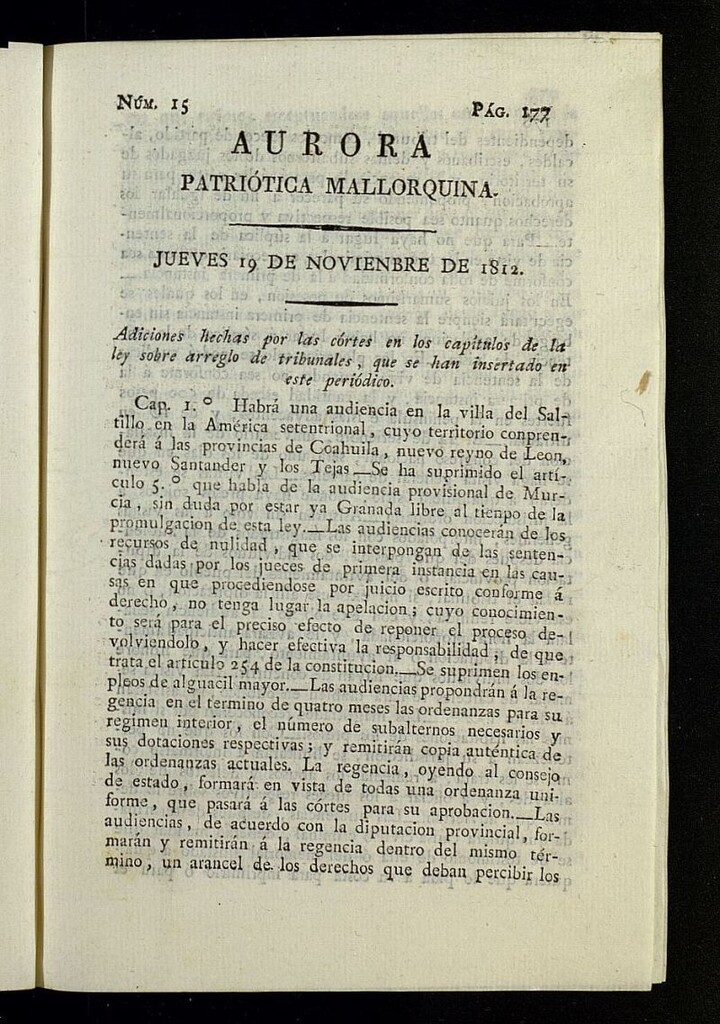 NÚM. 15
PÁG. 177
AURORA
PATRIÓTICA MALLORQUINA.
JUEVES 19 DE NOVIENBRE DE 1812.
Adiciones hechas por las córtes en los capítulos de la
ley sobre arreglo de tribunales, que se han insertado en
este periódico.
Cap. 1.º Habrá una audiencia en la villa del Sal-
tillo en la América setentrional, cuyo territorio conpren-
derá á las provincias de Coahuila, nuevo reyno de Leon,
nuevo Santander y los Tejas__Se ha suprimido el artí-
culo 5.º que habla de la audiencia provisional de Mur-
cia, sin duda por estar ya Granada libre al tienpo de la
promulgacion de esta ley.__Las audiencias conocerán de los
recursos de nulidad, que se interpongan de las senten-
cias dadas por los jueces de primera instancia en las cau-
sas en que procediendose por juicio escrito conforme á
derecho, no tenga lugar la apelacion; cuyo conocimien-
to será para el preciso efecto de reponer el proceso de-
volviendolo, y hacer efectiva la responsabilidad, de que
trata el artículo 254 de la constitucion.__Se suprimen los en-
pleos de alguacil mayor.__Las audiencias propondrán á la re-
gencia en el termino de quatro meses las ordenanzas para su
regimen interior, el número de subalternos necesarios y
sus dotaciones respectivas; y remitirán copia auténtica de
las ordenanzas actuales. La regencia, oyendo al consejo
de estado, formará en vista de todas una ordenanza uni-
forme, que pasará á las córtes para su aprobacion.__Las
audiencias, de acuerdo con la diputacion provincial, for-
marán y remitirán á la regencia dentro del mismo tér-
mino, un arancel de los derechos que deban percibir los